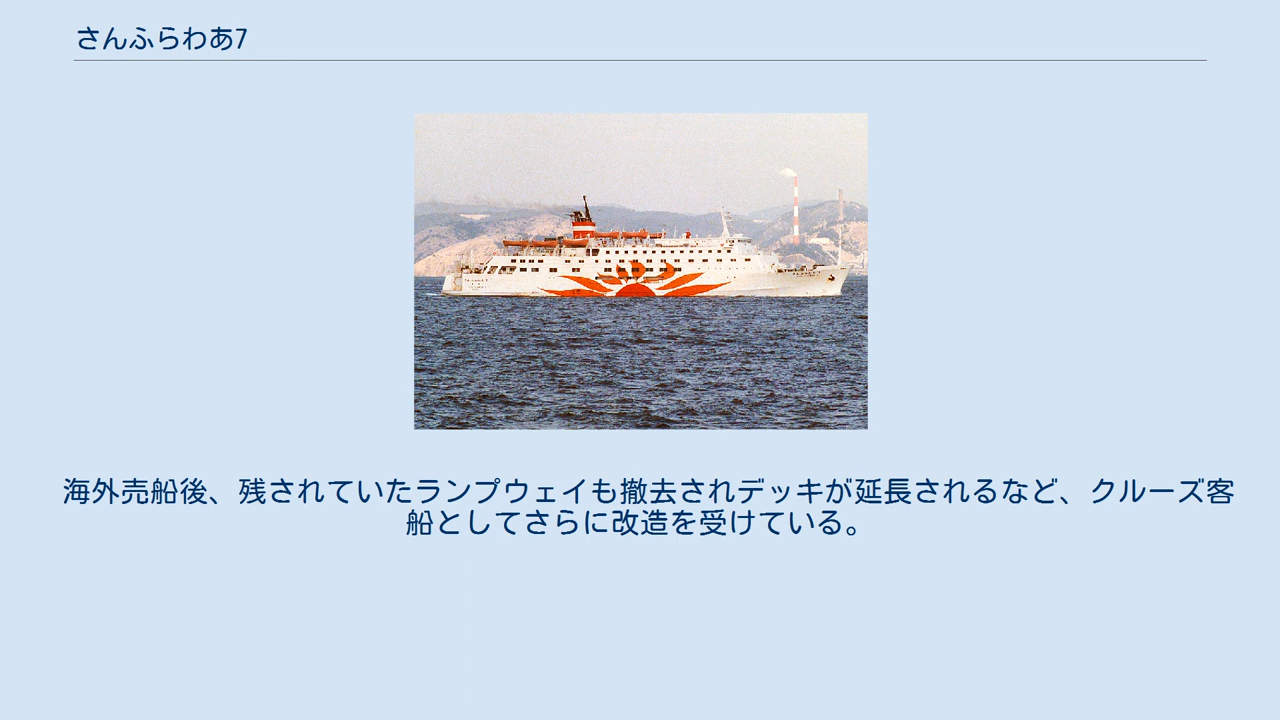 さんふらわあ7
海外売船後、残されていたランプウェイも撤去されデッキが延長されるなど、クルーズ客
船としてさらに改造を受けている。